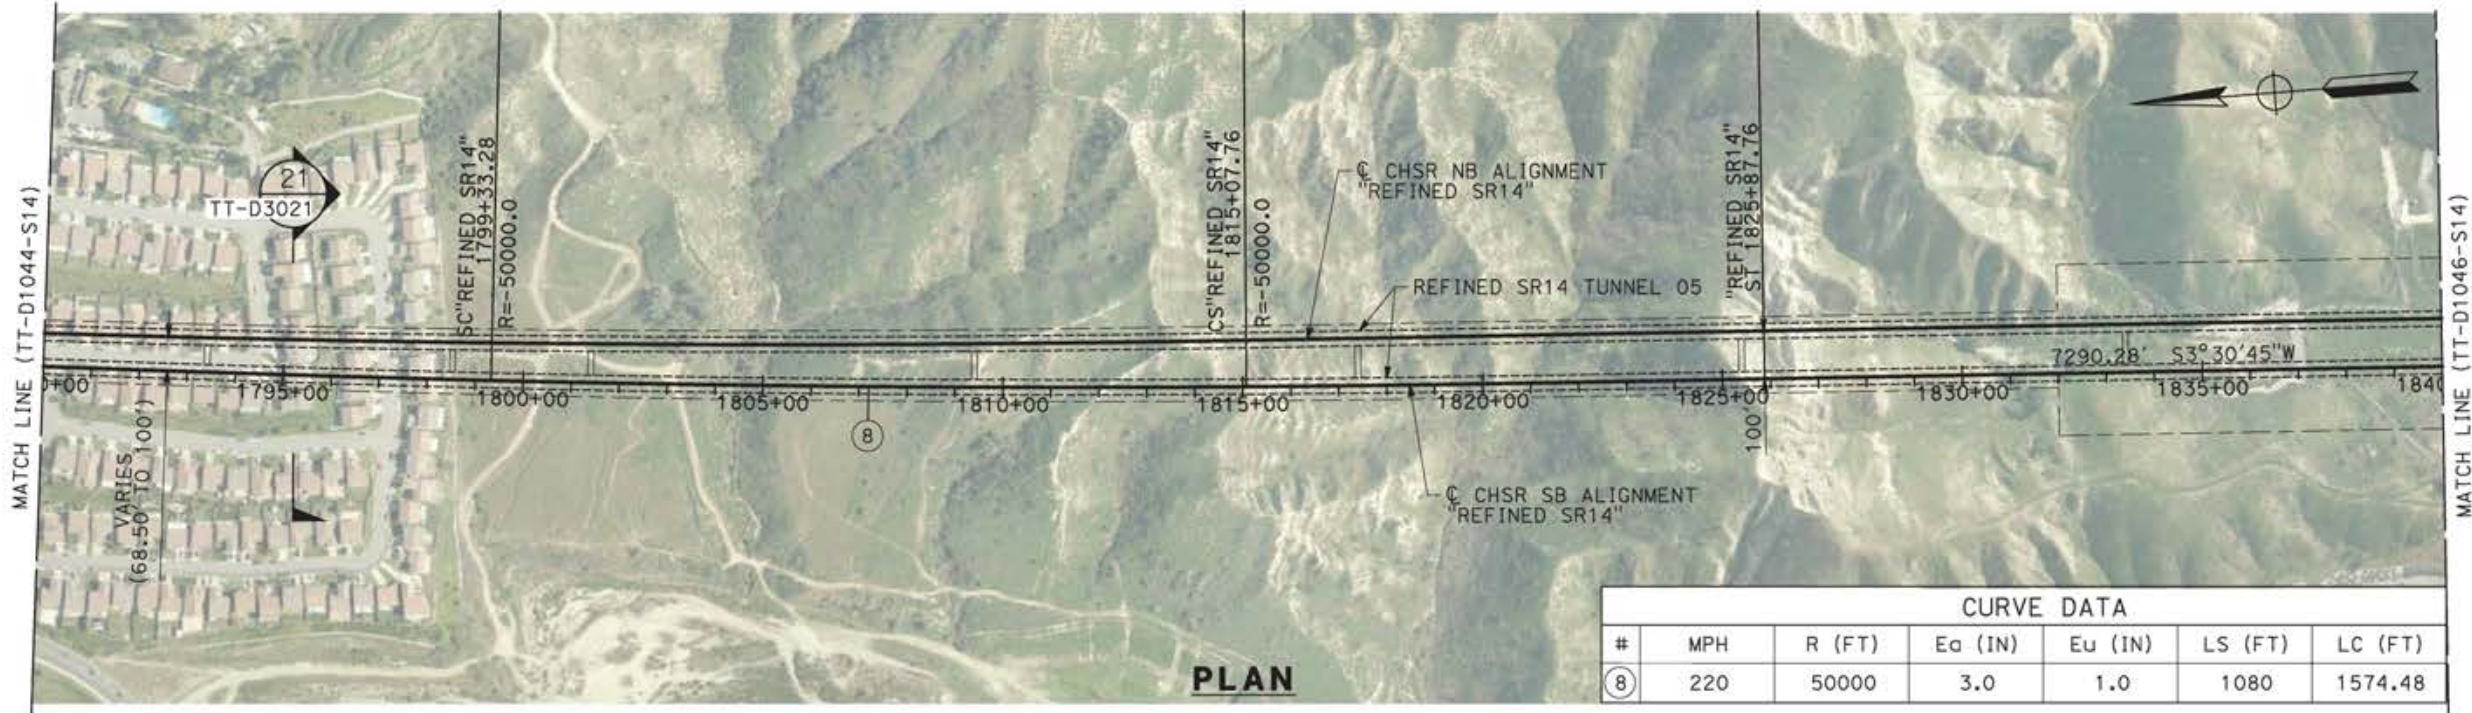 MATCH LINE (TT-D1044-S14)
21
TT-D3021
SC"REFINED SR14"
1799+33.28
R=-50000.0
CS"REFINED SR14"
1815+07.76
R=-50000.0
℄ CHSR NB ALIGNMENT
"REFINED SR14"
REFINED SR14 TUNNEL 05
"REFINED SR14"
ST 1825+87.76
7290.28' S3°30'45"W
1795+00
1800+00
1805+00
1810+00
1815+00
1820+00
1825+00
1830+00
1835+00
8
VARIES
(68.50' TO 100')
100'
℄ CHSR SB ALIGNMENT
"REFINED SR14"
PLAN
CURVE DATA
# MPH R (FT) Ea (IN) Eu (IN) LS (FT) LC (FT)
8 220 50000 3.0 1.0 1080 1574.48
MATCH LINE (TT-D1046-S14)